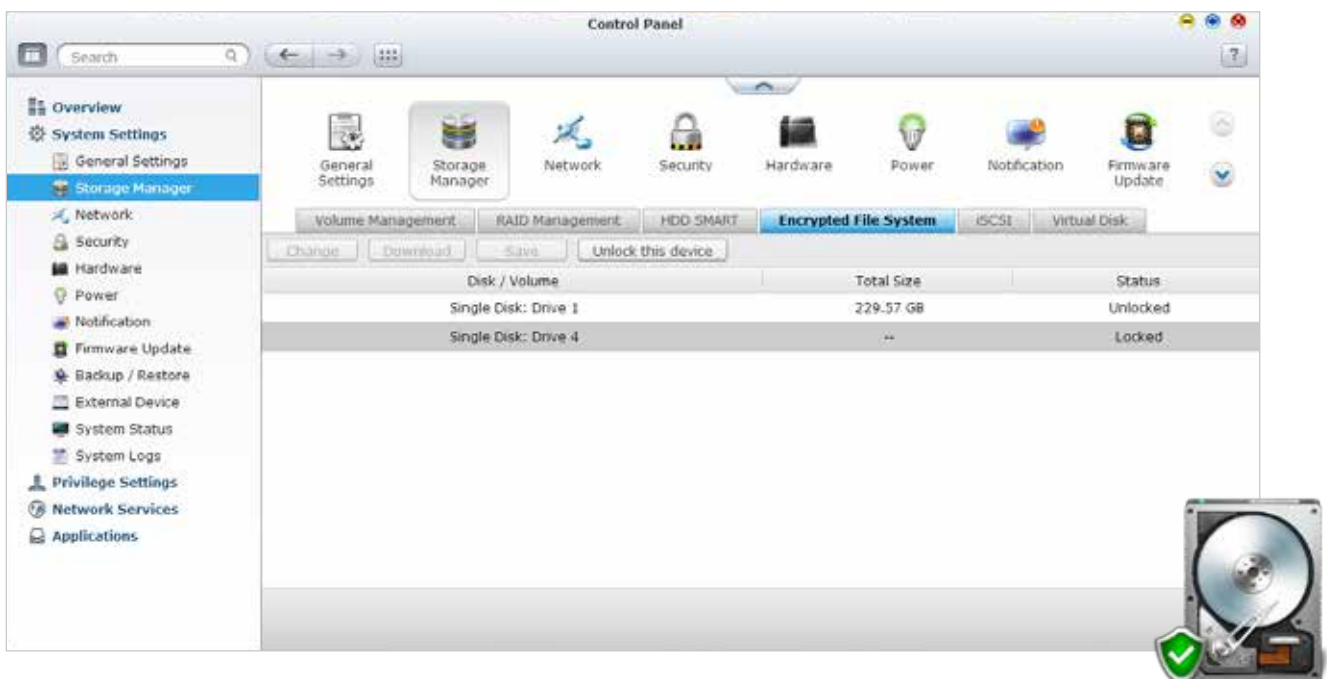 Control Panel
Search
?
Overview
System Settings
General Settings
Storage Manager
Network
Security
Hardware
Power
Notification
Firmware Update
Backup / Restore
External Device
System Status
System Logs
Privilege Settings
Network Services
Applications
General Settings
Storage Manager
Network
Security
Hardware
Power
Notification
Firmware Update
Volume Management RAID Management HDD SMART Encrypted File System iSCSI Virtual Disk
Change Download Save Unlock this device
Disk / Volume Total Size Status
Single Disk: Drive 1 229.57 GB Unlocked
Single Disk: Drive 4 -- Locked